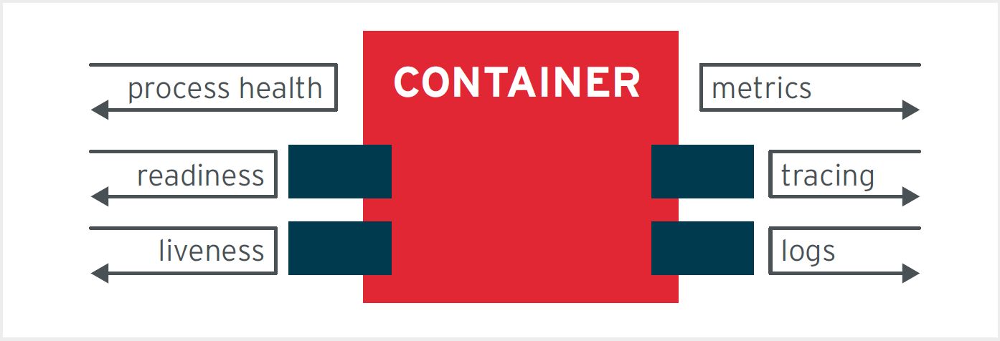 CONTAINER
process health
readiness
liveness
metrics
tracing
logs